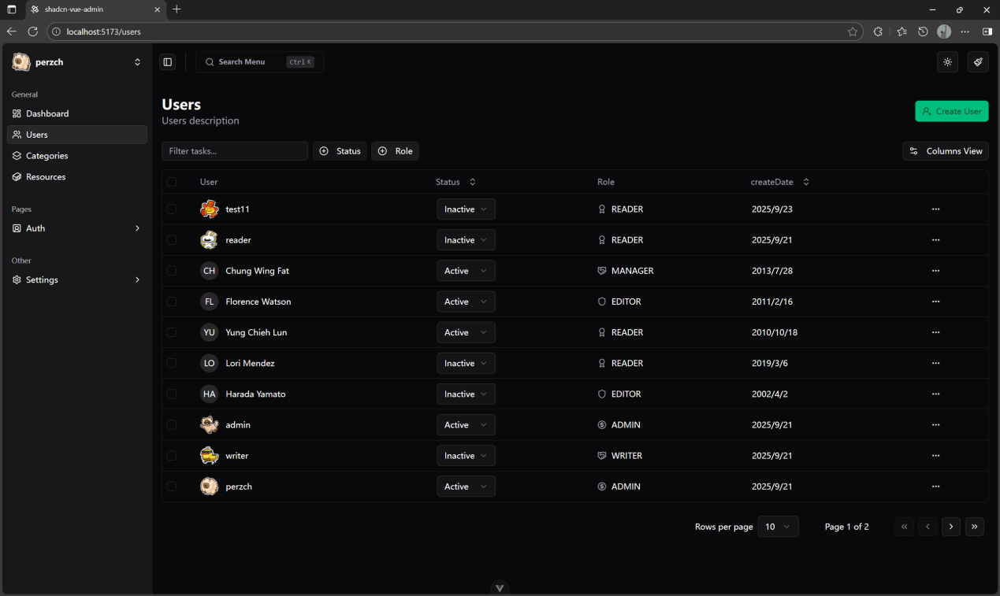 shadcn-vue-admin
localhost:5173/users
perzch
Search Menu Ctrl K
General
Dashboard
Users
Categories
Resources
Pages
Auth
Other
Settings
Users
Users description
Create User
Filter tasks...
Status
Role
Columns View
User Status Role createDate
test11 Inactive READER 2025/9/23
reader Inactive READER 2025/9/21
CH Chung Wing Fat Active MANAGER 2013/7/28
FL Florence Watson Active EDITOR 2011/2/16
YU Yung Chieh Lun Active READER 2010/10/18
LO Lori Mendez Inactive READER 2019/3/6
HA Harada Yamato Inactive EDITOR 2002/4/2
admin Active ADMIN 2025/9/21
writer Inactive WRITER 2025/9/21
perzch Active ADMIN 2025/9/21
Rows per page 10 Page 1 of 2